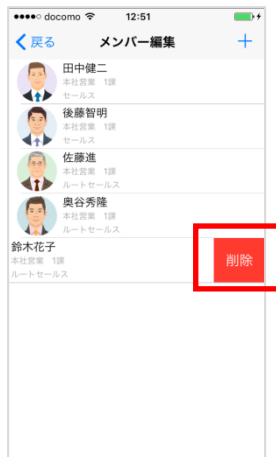 docomo 12:51
戻る メンバー編集 +
田中健二
本社営業 1課
セールス
後藤智明
本社営業 1課
セールス
佐藤進
本社営業 1課
ルートセールス
奥谷秀隆
本社営業 1課
ルートセールス
鈴木花子
本社営業 1課
ルートセールス
削除